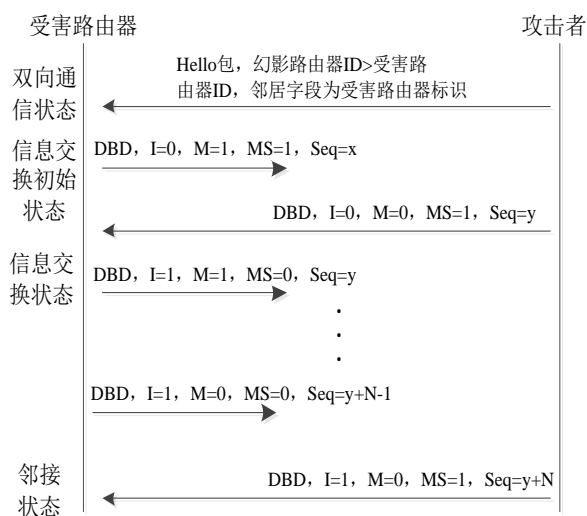 受害路由器
攻击者
双向通
信状态
Hello包，幻影路由器ID>受害路
由器ID，邻居字段为受害路由器标识
信息交
换初始
状态
DBD，I=0，M=1，MS=1，Seq=x
DBD，I=0，M=0，MS=1，Seq=y
信息交
换状态
DBD，I=1，M=1，MS=0，Seq=y
DBD，I=1，M=0，MS=0，Seq=y+N-1
邻接
状态
DBD，I=1，M=0，MS=1，Seq=y+N